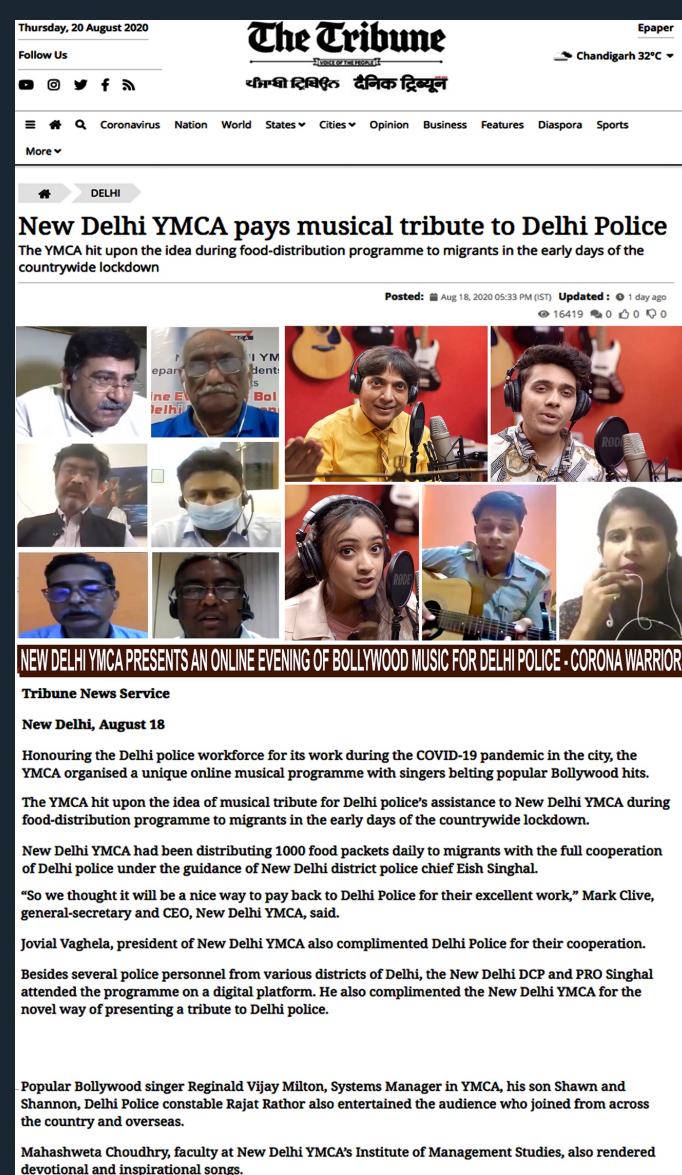 Thursday, 20 August 2020
Epaper
The Tribune
VOICE OF THE PEOPLE
ਪੰਜਾਬੀ ਟ੍ਰਿਬਿਊਨ दैनिक ट्रिब्यून
Follow Us
Chandigarh 32°C
Coronavirus Nation World States Cities Opinion Business Features Diaspora Sports
More
DELHI
New Delhi YMCA pays musical tribute to Delhi Police
The YMCA hit upon the idea during food-distribution programme to migrants in the early days of the
countrywide lockdown
Posted: Aug 18, 2020 05:33 PM (IST) Updated : 1 day ago
16419 0 0 0
RØDE
RØDE
NEW DELHI YMCA PRESENTS AN ONLINE EVENING OF BOLLYWOOD MUSIC FOR DELHI POLICE - CORONA WARRIOR
Tribune News Service
New Delhi, August 18
Honouring the Delhi police workforce for its work during the COVID-19 pandemic in the city, the
YMCA organised a unique online musical programme with singers belting popular Bollywood hits.
The YMCA hit upon the idea of musical tribute for Delhi police’s assistance to New Delhi YMCA during
food-distribution programme to migrants in the early days of the countrywide lockdown.
New Delhi YMCA had been distributing 1000 food packets daily to migrants with the full cooperation
of Delhi police under the guidance of New Delhi district police chief Eish Singhal.
“So we thought it will be a nice way to pay back to Delhi Police for their excellent work,” Mark Clive,
general-secretary and CEO, New Delhi YMCA, said.
Jovial Vaghela, president of New Delhi YMCA also complimented Delhi Police for their cooperation.
Besides several police personnel from various districts of Delhi, the New Delhi DCP and PRO Singhal
attended the programme on a digital platform. He also complimented the New Delhi YMCA for the
novel way of presenting a tribute to Delhi police.
Popular Bollywood singer Reginald Vijay Milton, Systems Manager in YMCA, his son Shawn and
Shannon, Delhi Police constable Rajat Rathor also entertained the audience who joined from across
the country and overseas.
Mahashweta Choudhry, faculty at New Delhi YMCA’s Institute of Management Studies, also rendered
devotional and inspirational songs.